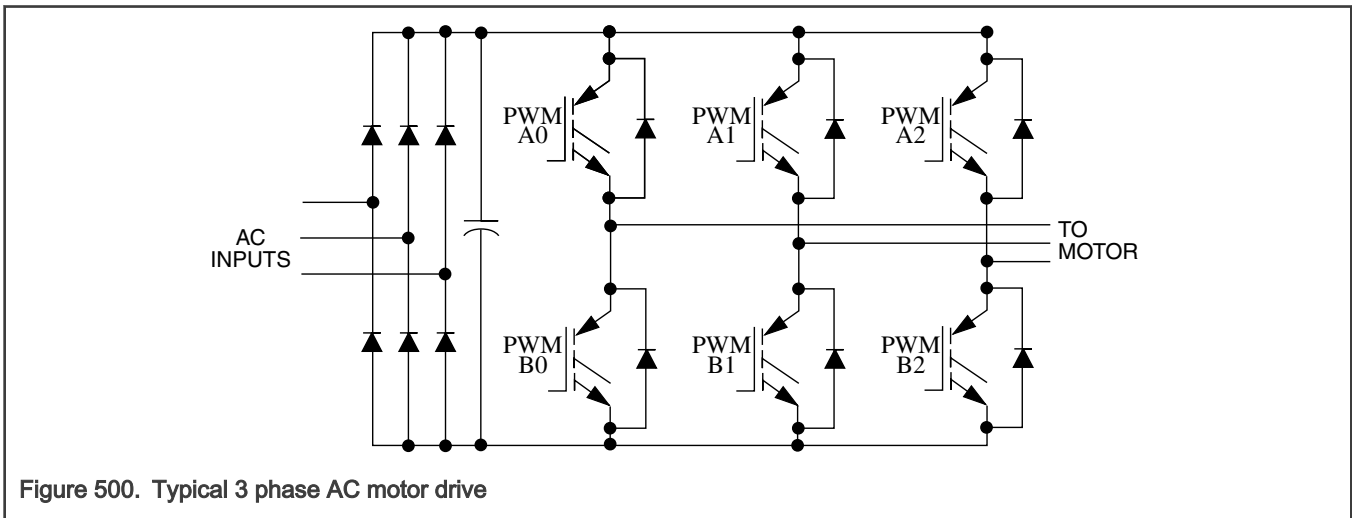 PWM
A0
PWM
A1
PWM
A2
AC
INPUTS
TO
MOTOR
PWM
B0
PWM
B1
PWM
B2
Figure 500. Typical 3 phase AC motor drive